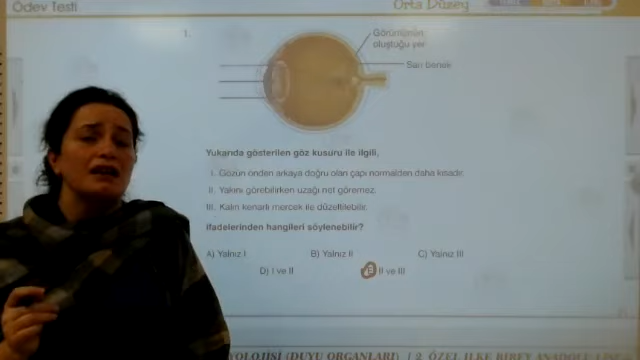 Ödev Testi
Orta Düzey
1.
Görüntünün
oluştuğu yer
Sarı benek
Yukarıda gösterilen göz kusuru ile ilgili,
I. Gözün önden arkaya doğru olan çapı normalden daha kısadır.
II. Yakını görebilirken uzağı net göremez.
III. Kalın kenarlı mercek ile düzeltilebilir.
ifadelerinden hangileri söylenebilir?
A) Yalnız I
B) Yalnız II
C) Yalnız III
D) I ve II
E) II ve III
(DUYU ORGANLARI) / 2. ÖZEL